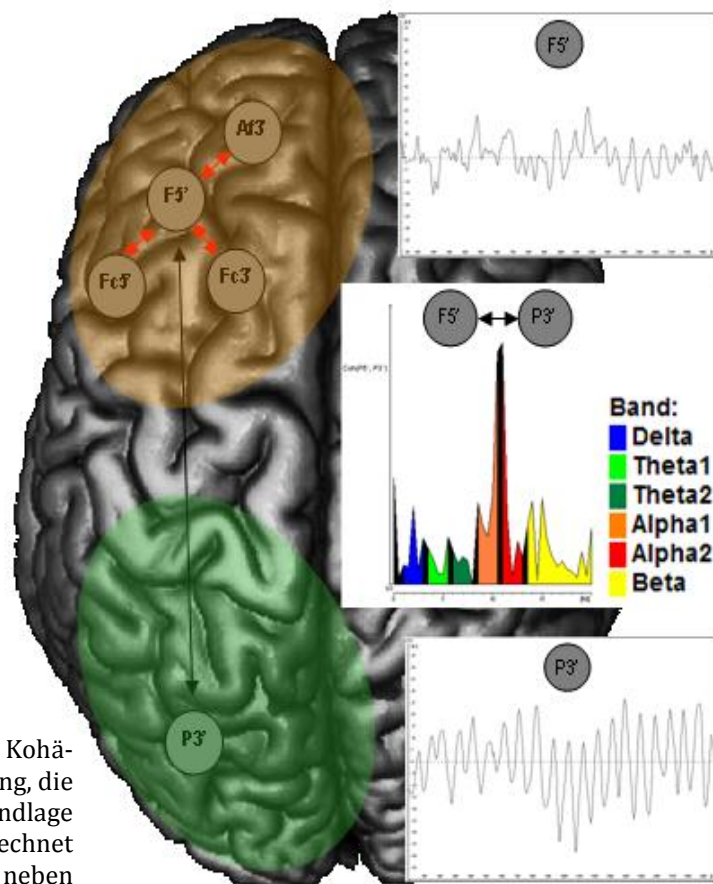 F5'
Af3'
F5'
Fc5'
Fc3'
F5'
P3'
Band:
Delta
Theta1
Theta2
Alpha1
Alpha2
Beta
P3'
P3'
Kohä-
ng, die
ndlage
echnet
neben